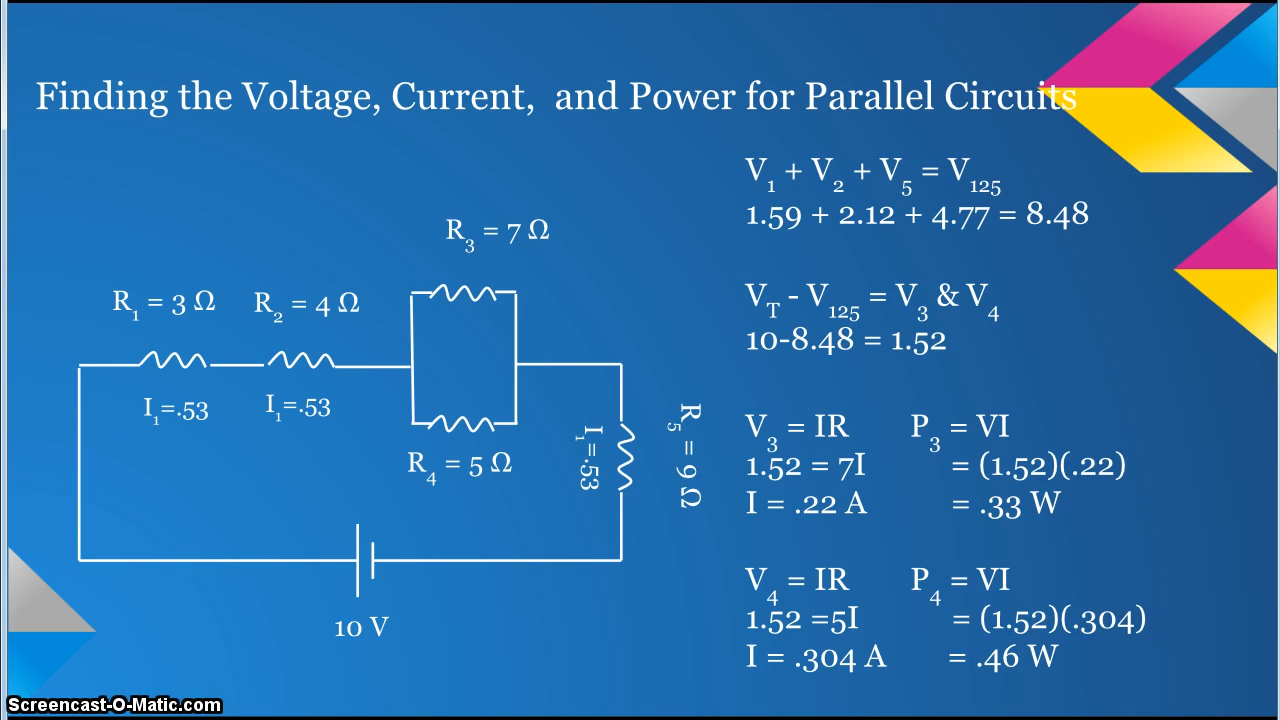 Finding the Voltage, Current, and Power for Parallel Circuits
V₁ + V₂ + V₅ = V₁₂₅
1.59 + 2.12 + 4.77 = 8.48
R₃ = 7 Ω
R₁ = 3 Ω
R₂ = 4 Ω
V_T - V₁₂₅ = V₃ & V₄
10-8.48 = 1.52
I₁=.53
I₁=.53
R₄ = 5 Ω
I₁=.53
R₅ = 9 Ω
V₃ = IR
1.52 = 7I
I = .22 A
P₃ = VI
= (1.52)(.22)
= .33 W
V₄ = IR
1.52 =5I
I = .304 A
P₄ = VI
= (1.52)(.304)
= .46 W
10 V
Screencast-O-Matic.com